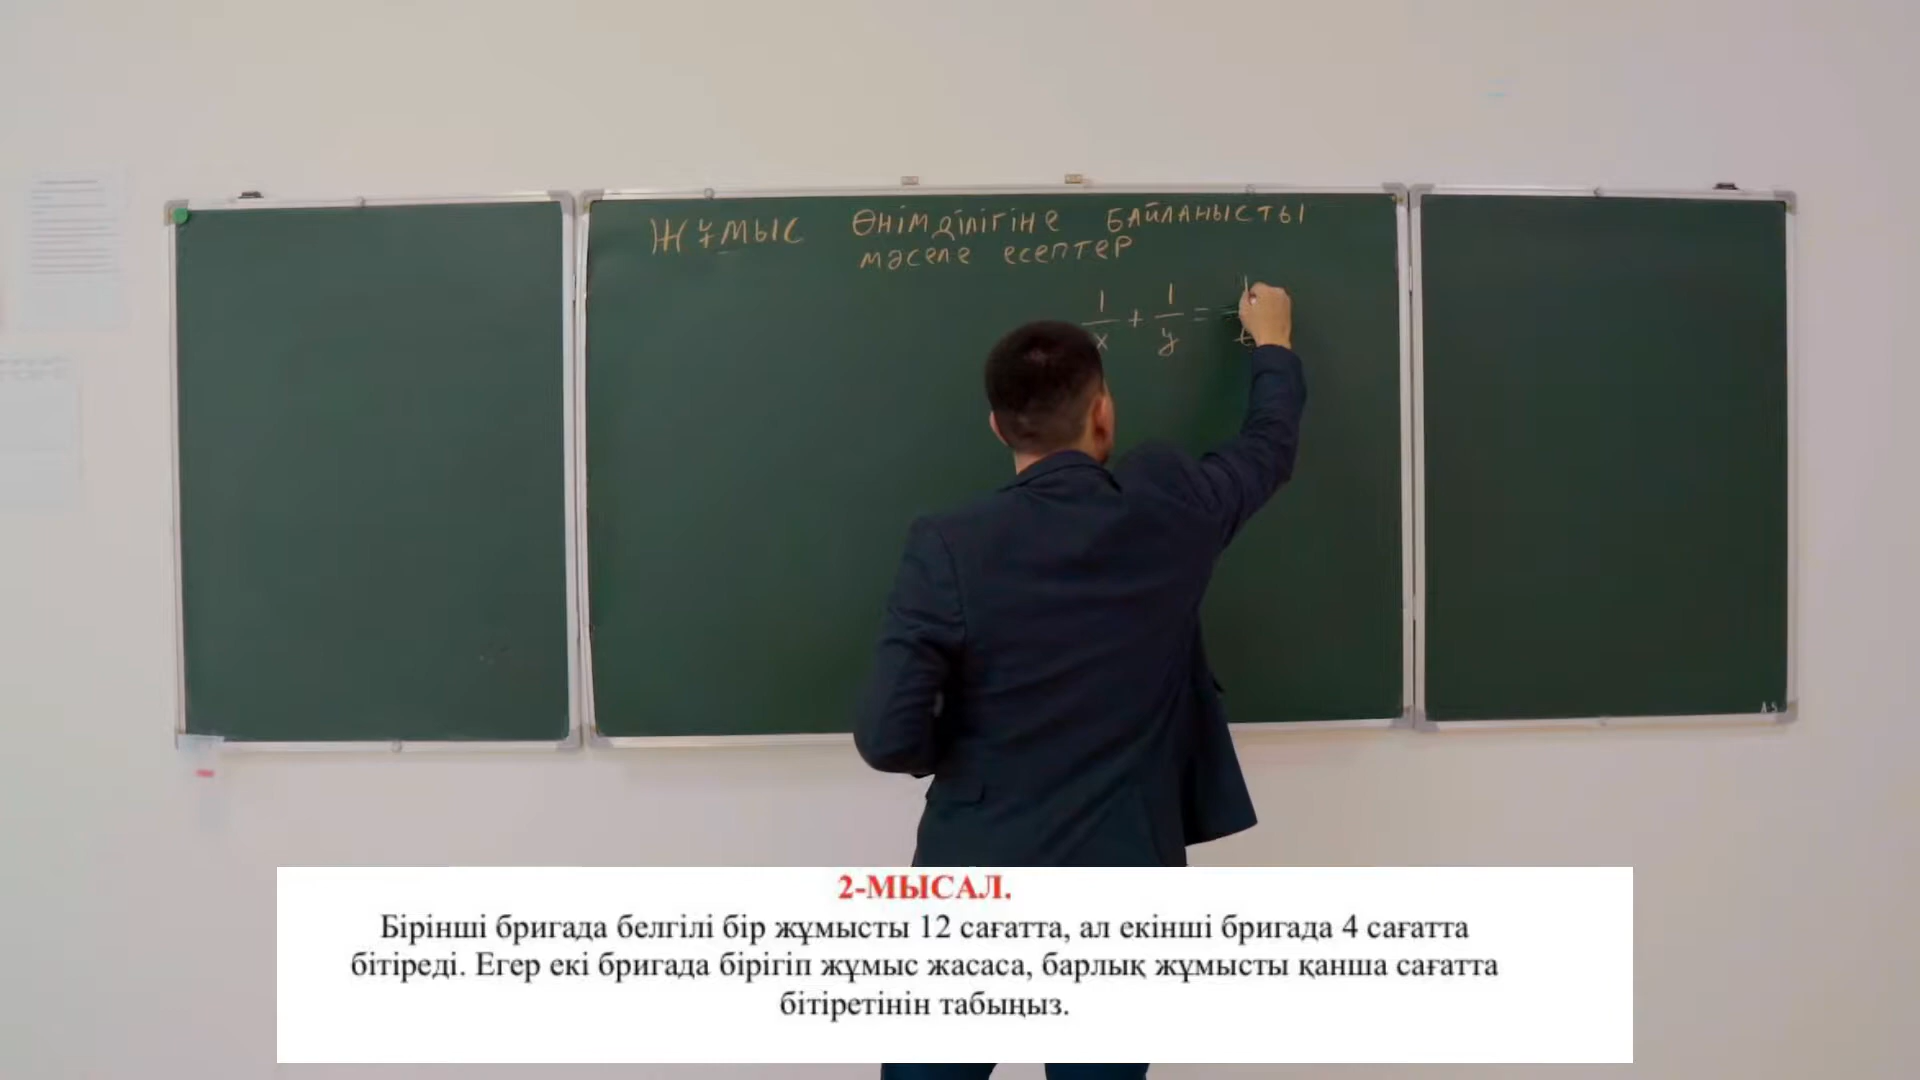 Жұмыс өнімділігіне байланысты
мәселе есептер
1/x + 1/y = 1/t
2-МЫСАЛ.
Бірінші бригада белгілі бір жұмысты 12 сағатта, ал екінші бригада 4 сағатта
бітіреді. Егер екі бригада бірігіп жұмыс жасаса, барлық жұмысты қанша сағатта
бітіретінін табыңыз.